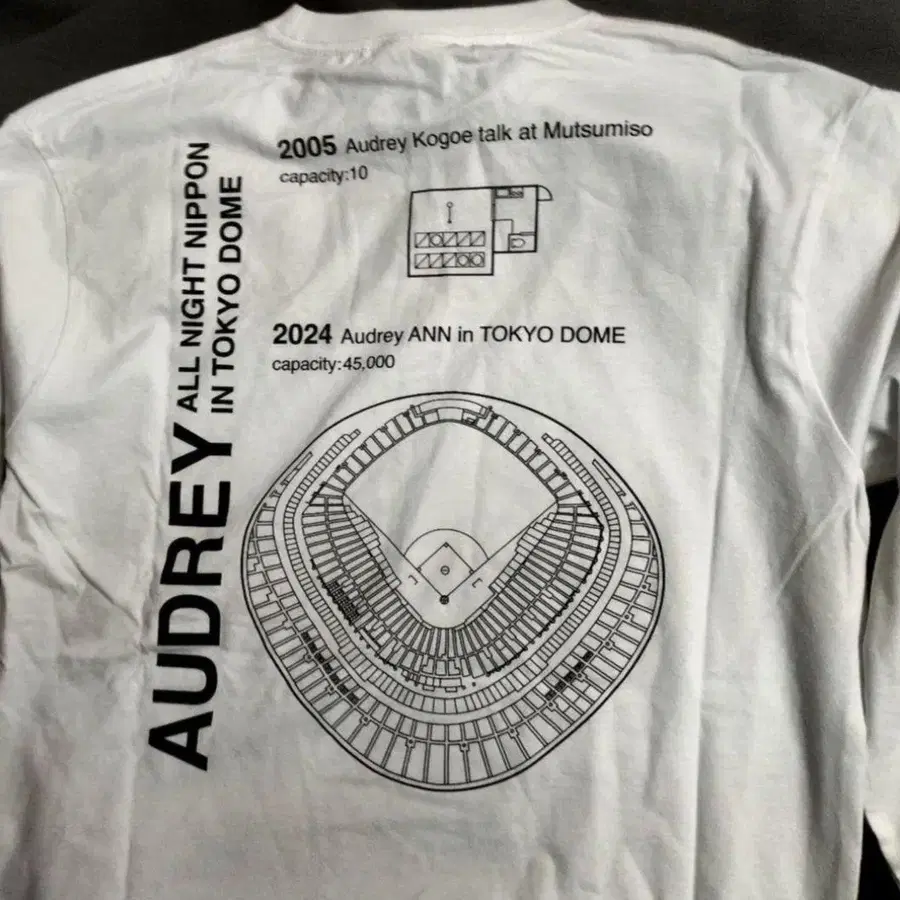 2005 Audrey Kogoe talk at Mutsumiso
capacity:10
2024 Audrey ANN in TOKYO DOME
capacity:45,000
AUDREY ALL NIGHT NIPPON
IN TOKYO DOME